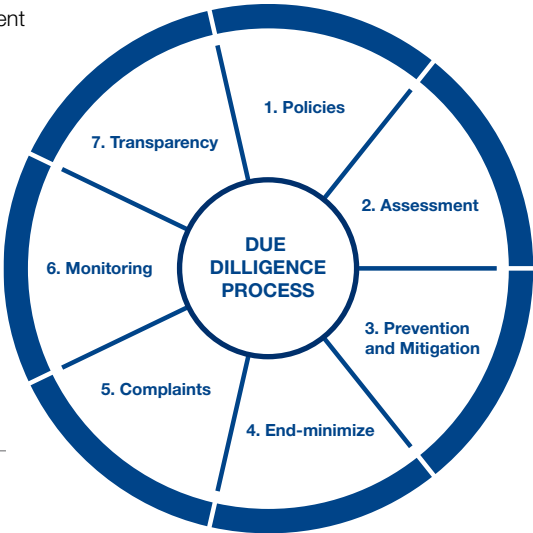 ent
1. Policies
2. Assessment
3. Prevention
and Mitigation
4. End-minimize
5. Complaints
6. Monitoring
7. Transparency
DUE
DILLIGENCE
PROCESS